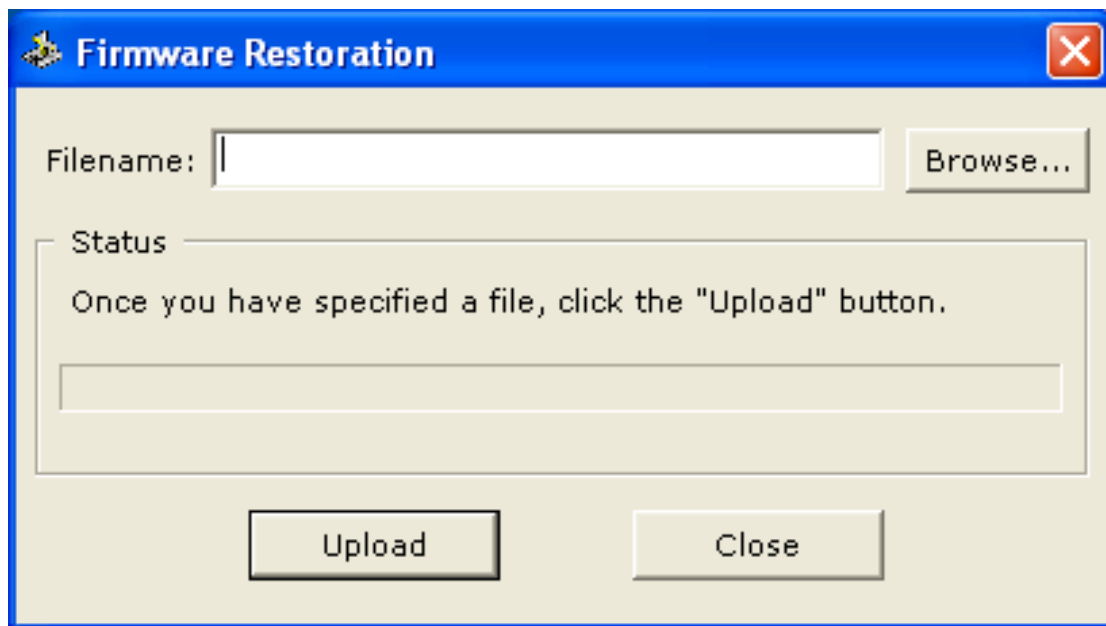 Firmware Restoration
Filename: Browse...
Status
Once you have specified a file, click the "Upload" button.
Upload Close